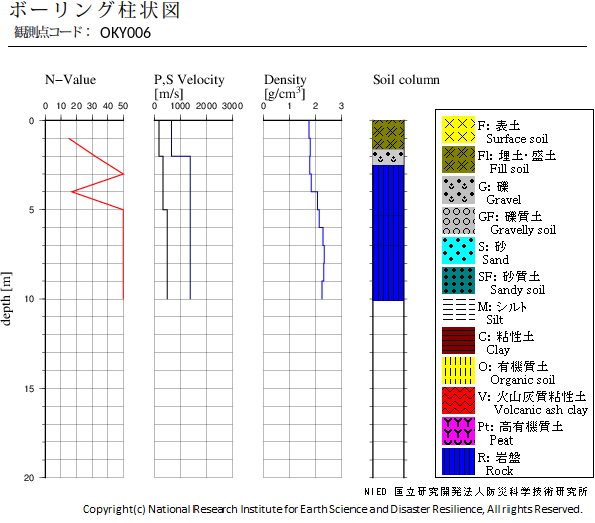 ボーリング柱状図
観測点コード： OKY006
N−Value
0 10 20 30 40 50
P,S Velocity
[m/s]
0 1000 2000 3000
Density
[g/cm3]
0 1 2 3
Soil column
depth [m]
0
5
10
15
20
F: 表土
Surface soil
Fl: 埋土・盛土
Fill soil
G: 礫
Gravel
GF: 礫質土
Gravelly soil
S: 砂
Sand
SF: 砂質土
Sandy soil
M: シルト
Silt
C: 粘性土
Clay
O: 有機質土
Organic soil
V: 火山灰質粘性土
Volcanic ash clay
Pt: 高有機質土
Peat
R: 岩盤
Rock
NIED 国立研究開発法人防災科学技術研究所
Copyright(c) National Research Institute for Earth Science and Disaster Resilience, All rights Reserved.